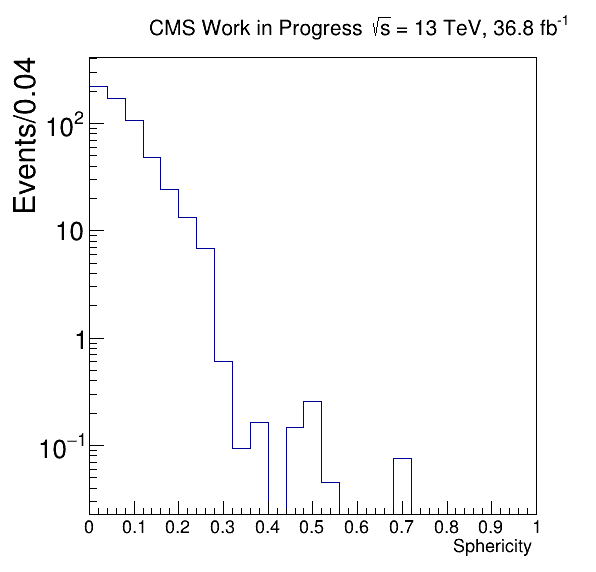 CMS Work in Progress √s = 13 TeV, 36.8 fb⁻¹
Events/0.04
10²
10
1
10⁻¹
0 0.1 0.2 0.3 0.4 0.5 0.6 0.7 0.8 0.9 1
Sphericity